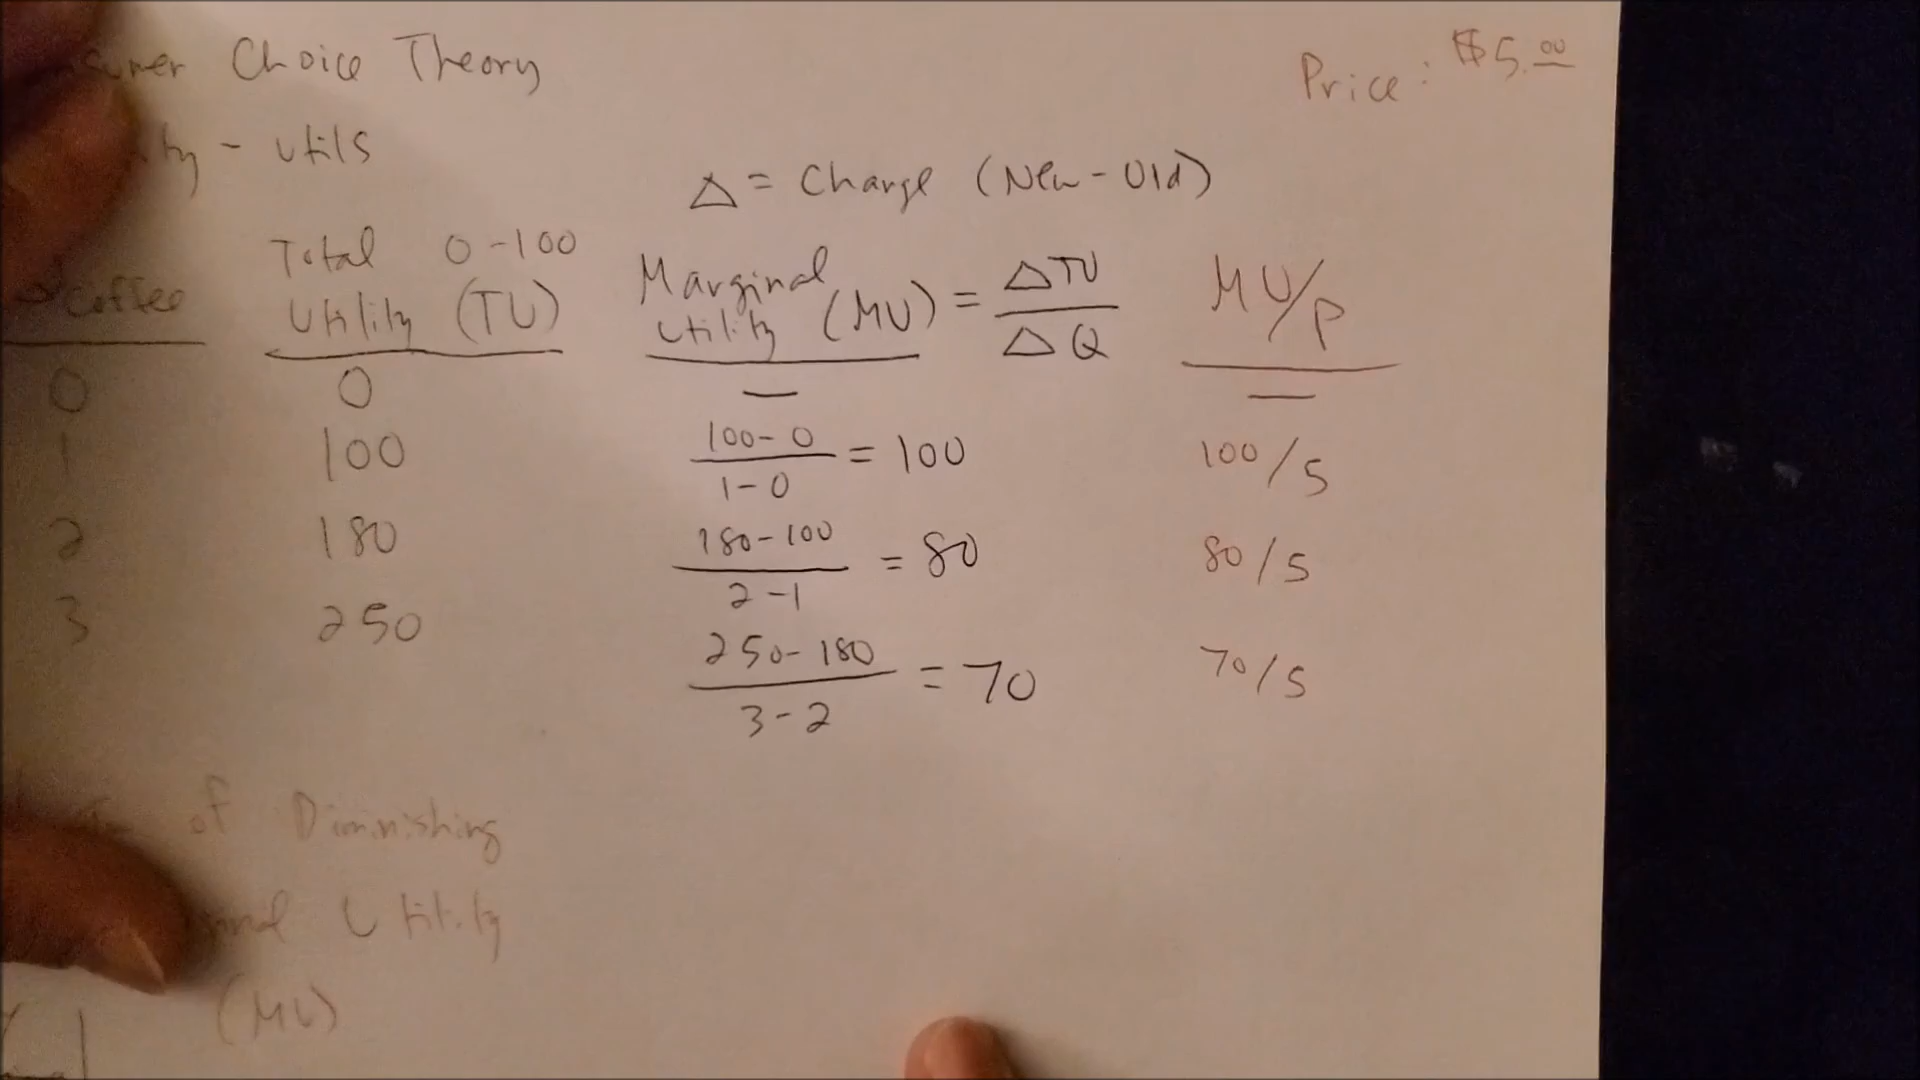 Choice Theory
Price: $5.00
- utils
Δ = Change (New - Old)
Coffee
Total 0-100
Utility (TU)
Marginal
Utility (MU) = ΔTU / ΔQ
MU/P
0 0 — —
1 100 100-0 / 1-0 = 100 100/5
2 180 180-100 / 2-1 = 80 80/5
3 250 250-180 / 3-2 = 70 70/5
of Diminishing
Utility
(MU)